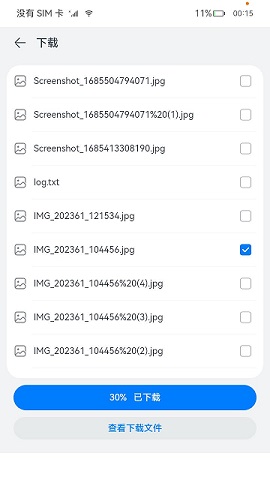 没有 SIM 卡 11% 00:15
下载
Screenshot_1685504794071.jpg
Screenshot_1685504794071%20(1).jpg
Screenshot_1685413308190.jpg
log.txt
IMG_202361_121534.jpg
IMG_202361_104456.jpg
IMG_202361_104456%20(4).jpg
IMG_202361_104456%20(3).jpg
IMG_202361_104456%20(2).jpg
30% 已下载
查看下载文件